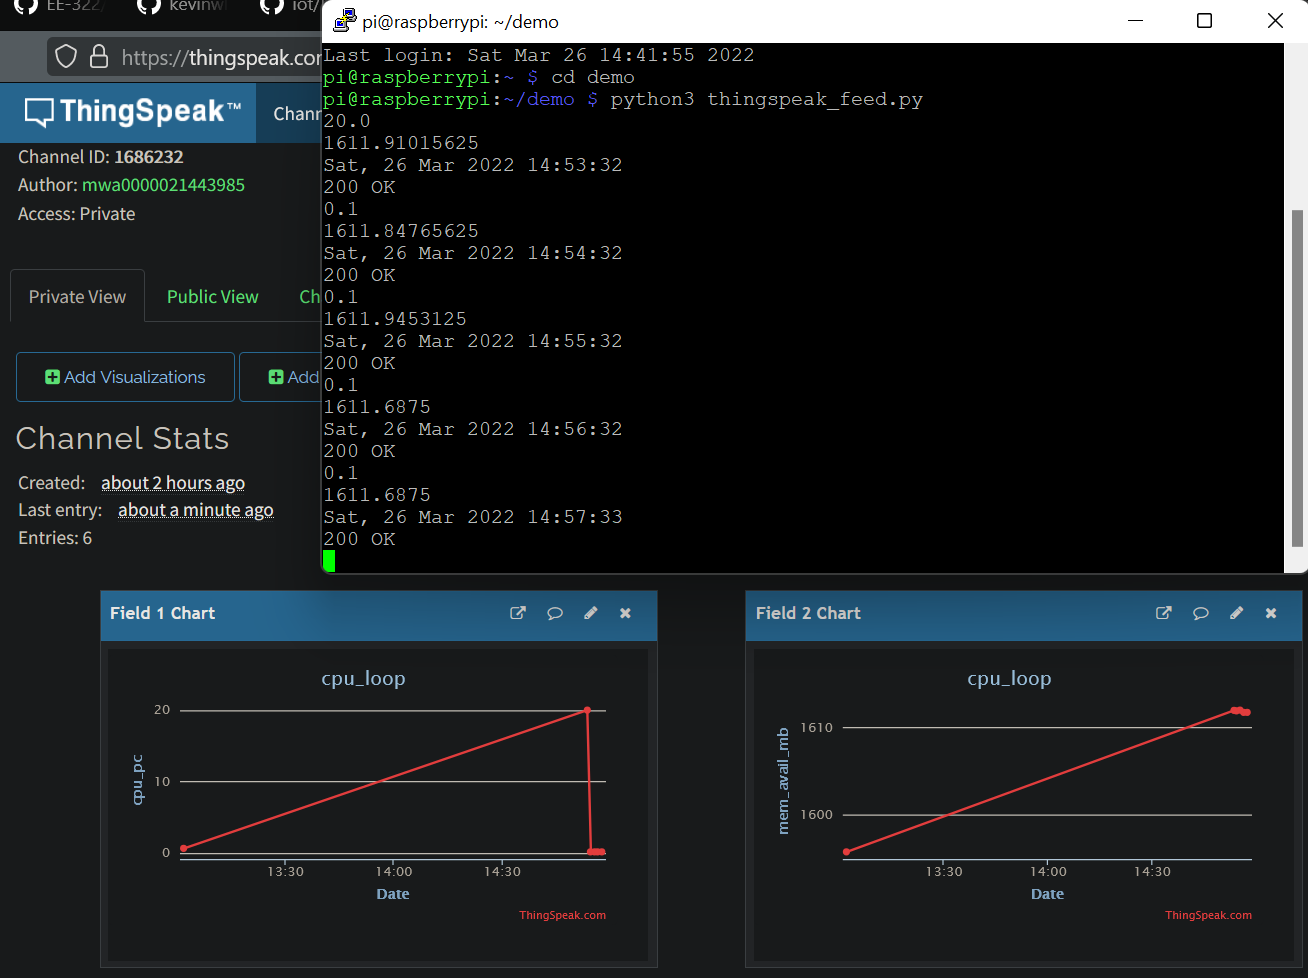 EE-322
kevinw
iot/
pi@raspberrypi: ~/demo
https://thingspeak.co
ThingSpeak™
Chann
Channel ID: 1686232
Author: mwa0000021443985
Access: Private
Private View
Public View
Ch
Add Visualizations
Add
Channel Stats
Created: about 2 hours ago
Last entry: about a minute ago
Entries: 6
Last login: Sat Mar 26 14:41:55 2022
pi@raspberrypi:~ $ cd demo
pi@raspberrypi:~/demo $ python3 thingspeak_feed.py
20.0
1611.91015625
Sat, 26 Mar 2022 14:53:32
200 OK
0.1
1611.84765625
Sat, 26 Mar 2022 14:54:32
200 OK
0.1
1611.9453125
Sat, 26 Mar 2022 14:55:32
200 OK
0.1
1611.6875
Sat, 26 Mar 2022 14:56:32
200 OK
0.1
1611.6875
Sat, 26 Mar 2022 14:57:33
200 OK
Field 1 Chart
cpu_loop
cpu_pc
20
10
0
13:30 14:00 14:30
Date
ThingSpeak.com
Field 2 Chart
cpu_loop
mem_avail_mb
1610
1600
13:30 14:00 14:30
Date
ThingSpeak.com